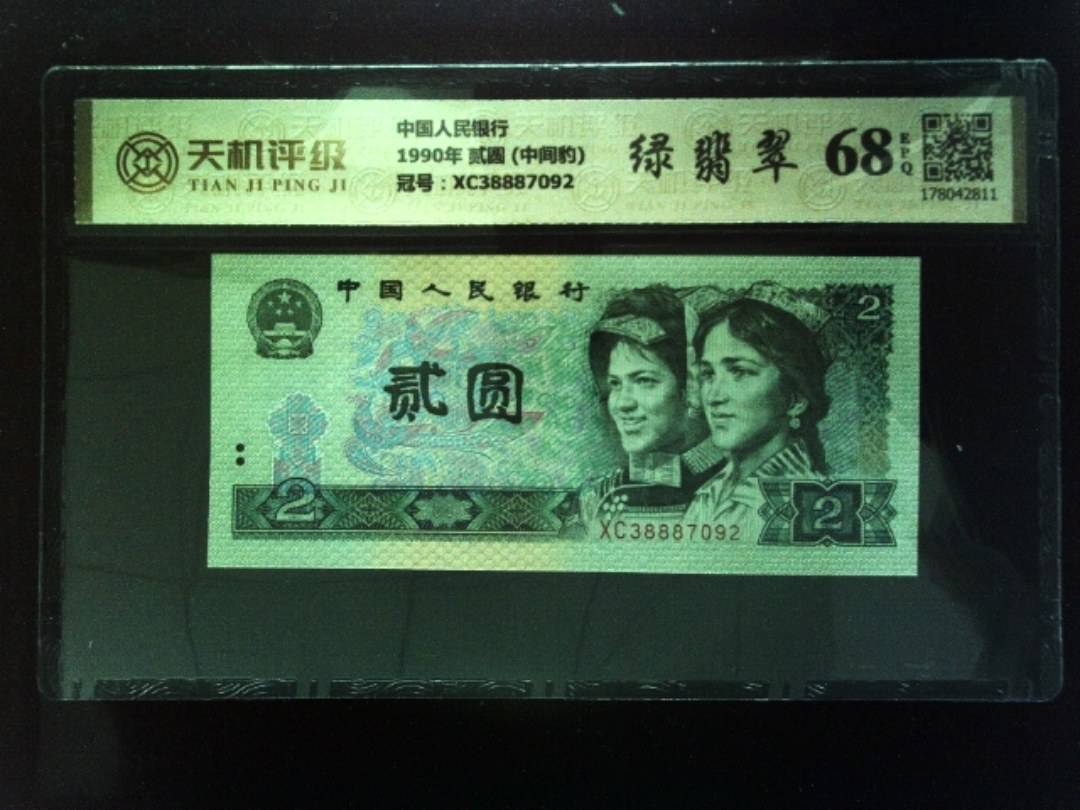 天机评级
TIAN JI PING JI
中国人民银行
1990年 贰圆 (中间豹)
冠号：XC38887092
绿翡翠
68
EPQ
178042811
中国人民银行
2
贰圆
2
XC38887092
2